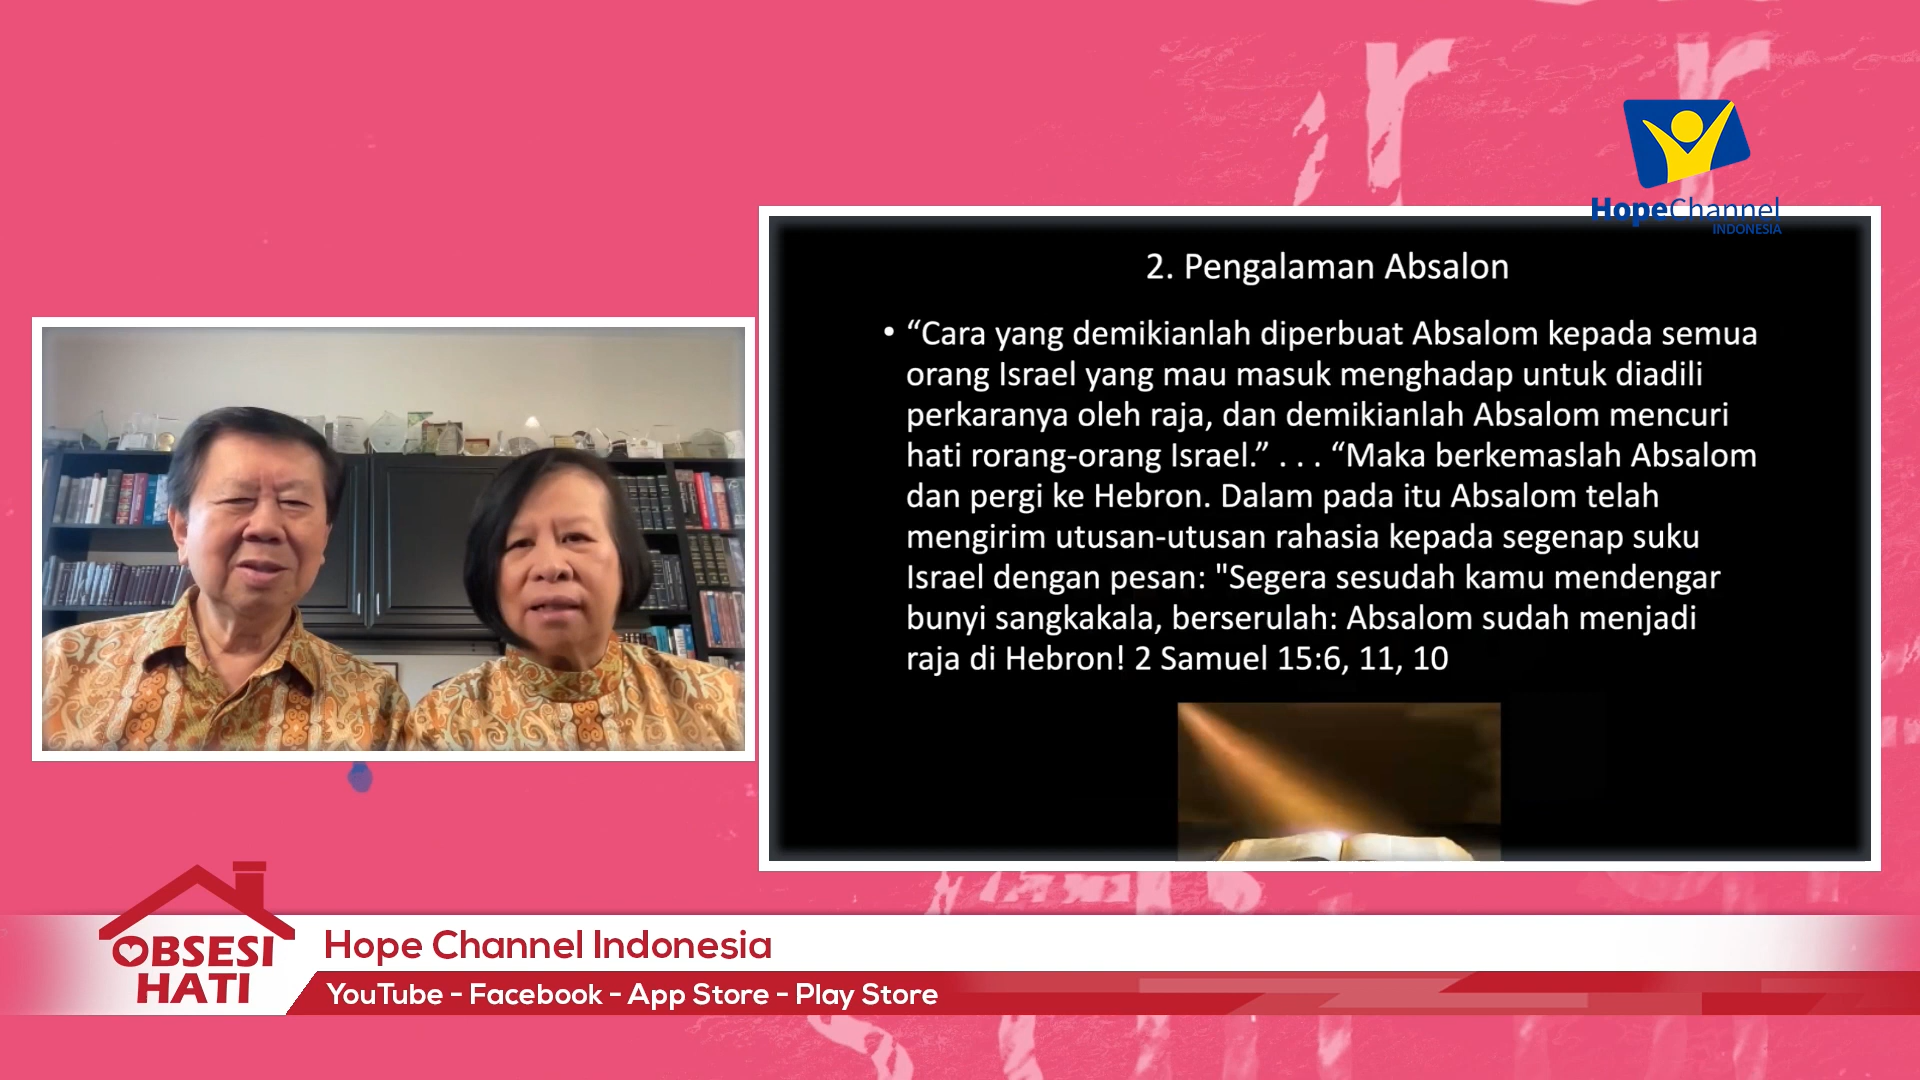 HopeChannel
INDONESIA
2. Pengalaman Absalon
• “Cara yang demikianlah diperbuat Absalom kepada semua
orang Israel yang mau masuk menghadap untuk diadili
perkaranya oleh raja, dan demikianlah Absalom mencuri
hati rorang-orang Israel.” . . . “Maka berkemaslah Absalom
dan pergi ke Hebron. Dalam pada itu Absalom telah
mengirim utusan-utusan rahasia kepada segenap suku
Israel dengan pesan: "Segera sesudah kamu mendengar
bunyi sangkakala, berserulah: Absalom sudah menjadi
raja di Hebron! 2 Samuel 15:6, 11, 10
OBSESI
HATI
Hope Channel Indonesia
YouTube - Facebook - App Store - Play Store